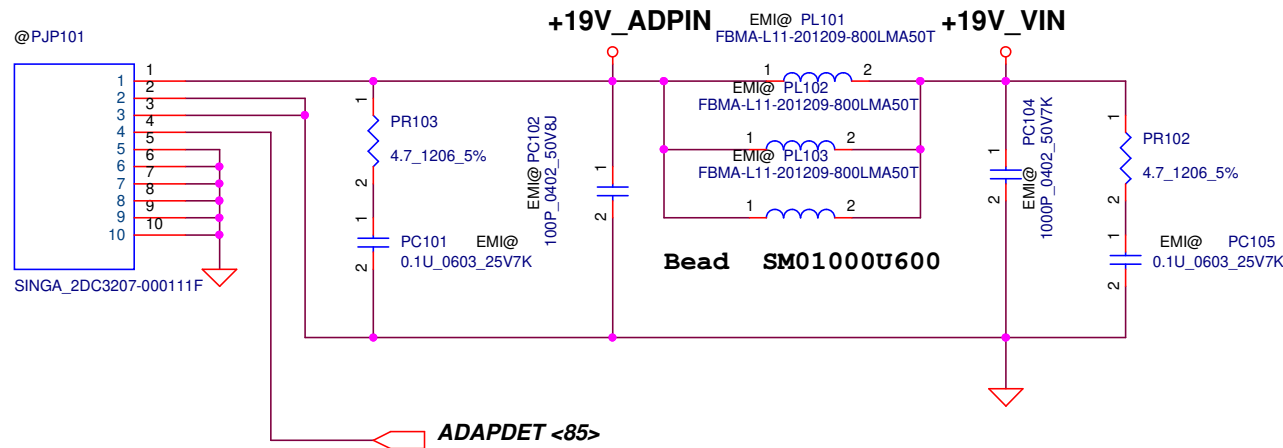 @PJP101
1
2
3
4
5
6
7
8
9
10
1
2
3
4
5
6
7
8
9
10
SINGA_2DC3207-000111F
+19V_ADPIN
EMI@ PL101
FBMA-L11-201209-800LMA50T
+19V_VIN
1
2
EMI@ PL102
FBMA-L11-201209-800LMA50T
1
2
EMI@ PL103
FBMA-L11-201209-800LMA50T
1
2
Bead SM01000U600
1
PR103
4.7_1206_5%
2
1
PC101 EMI@
0.1U_0603_25V7K
2
EMI@ PC102
100P_0402_50V8J
1
2
EMI@ PC104
1000P_0402_50V7K
1
2
1
PR102
4.7_1206_5%
2
1
EMI@ PC105
0.1U_0603_25V7K
2
ADAPDET <85>